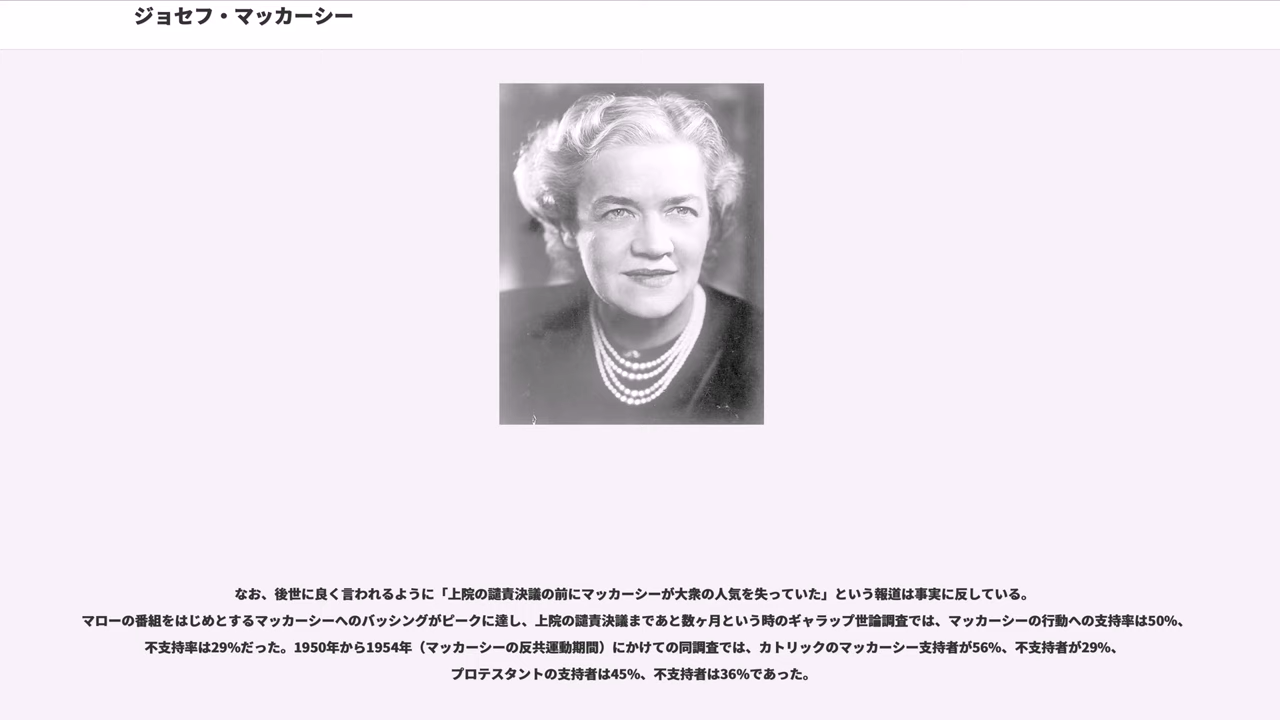 ジョセフ・マッカーシー
なお、後世に良く言われるように「上院の譴責決議の前にマッカーシーが大衆の人気を失っていた」という報道は事実に反している。
マローの番組をはじめとするマッカーシーへのバッシングがピークに達し、上院の譴責決議まであと数ヶ月という時のギャラップ世論調査では、マッカーシーの行動への支持率は50%、
不支持率は29%だった。1950年から1954年（マッカーシーの反共運動期間）にかけての同調査では、カトリックのマッカーシー支持者が56%、不支持者が29%、
プロテスタントの支持者は45%、不支持者は36%であった。